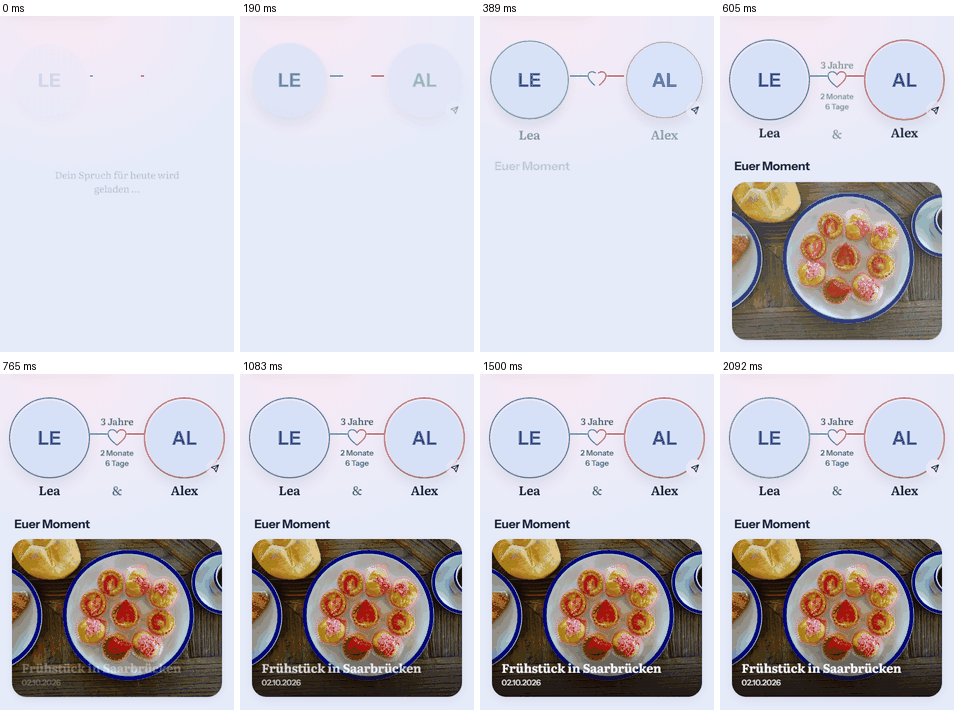 0 ms
LE
Dein Spruch für heute wird
geladen ...
190 ms
LE
AL
389 ms
LE
AL
Lea
Alex
Euer Moment
605 ms
LE
3 Jahre
AL
2 Monate
6 Tage
Lea
&
Alex
Euer Moment
765 ms
LE
3 Jahre
AL
2 Monate
6 Tage
Lea
&
Alex
Euer Moment
Frühstück in Saarbrücken
02.10.2026
1083 ms
LE
3 Jahre
AL
2 Monate
6 Tage
Lea
&
Alex
Euer Moment
Frühstück in Saarbrücken
02.10.2026
1500 ms
LE
3 Jahre
AL
2 Monate
6 Tage
Lea
&
Alex
Euer Moment
Frühstück in Saarbrücken
02.10.2026
2092 ms
LE
3 Jahre
AL
2 Monate
6 Tage
Lea
&
Alex
Euer Moment
Frühstück in Saarbrücken
02.10.2026